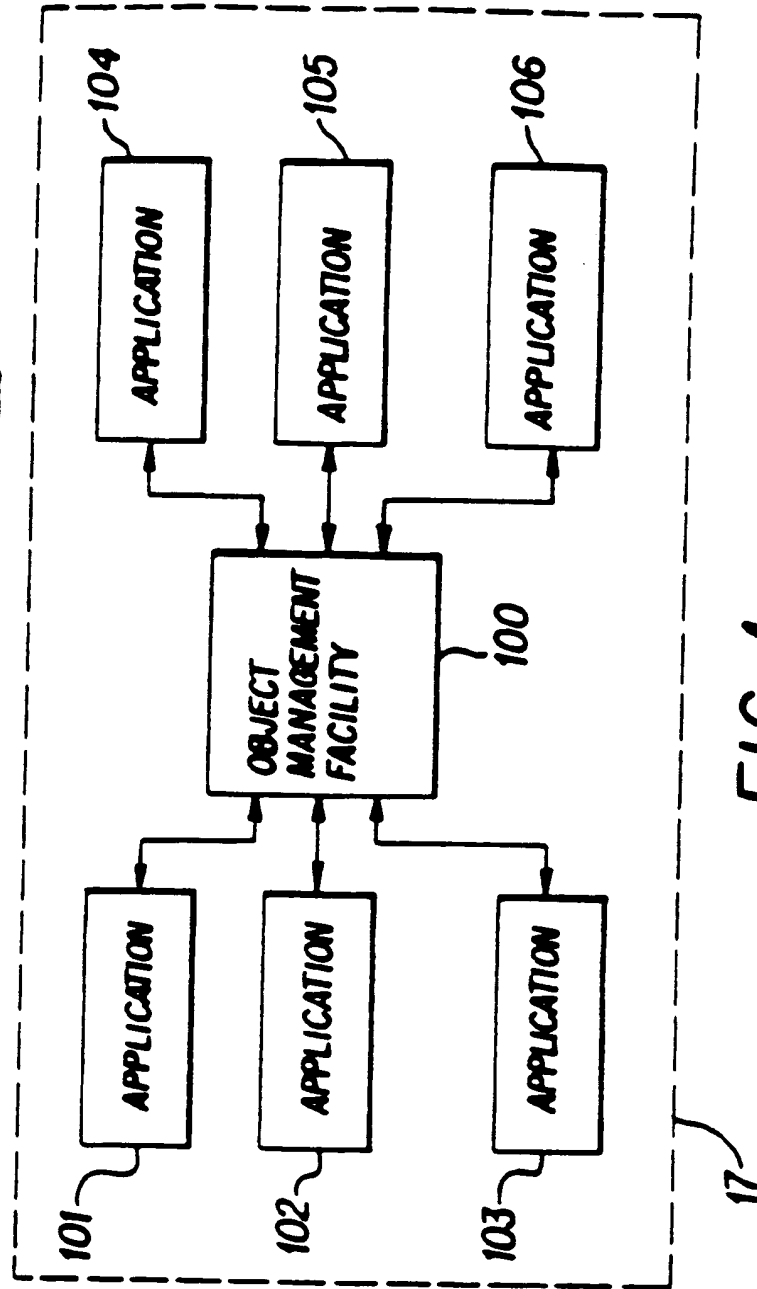 101
APPLICATION
102
APPLICATION
103
APPLICATION
OBJECT
MANAGEMENT
FACILITY
100
APPLICATION
104
APPLICATION
105
APPLICATION
106
17